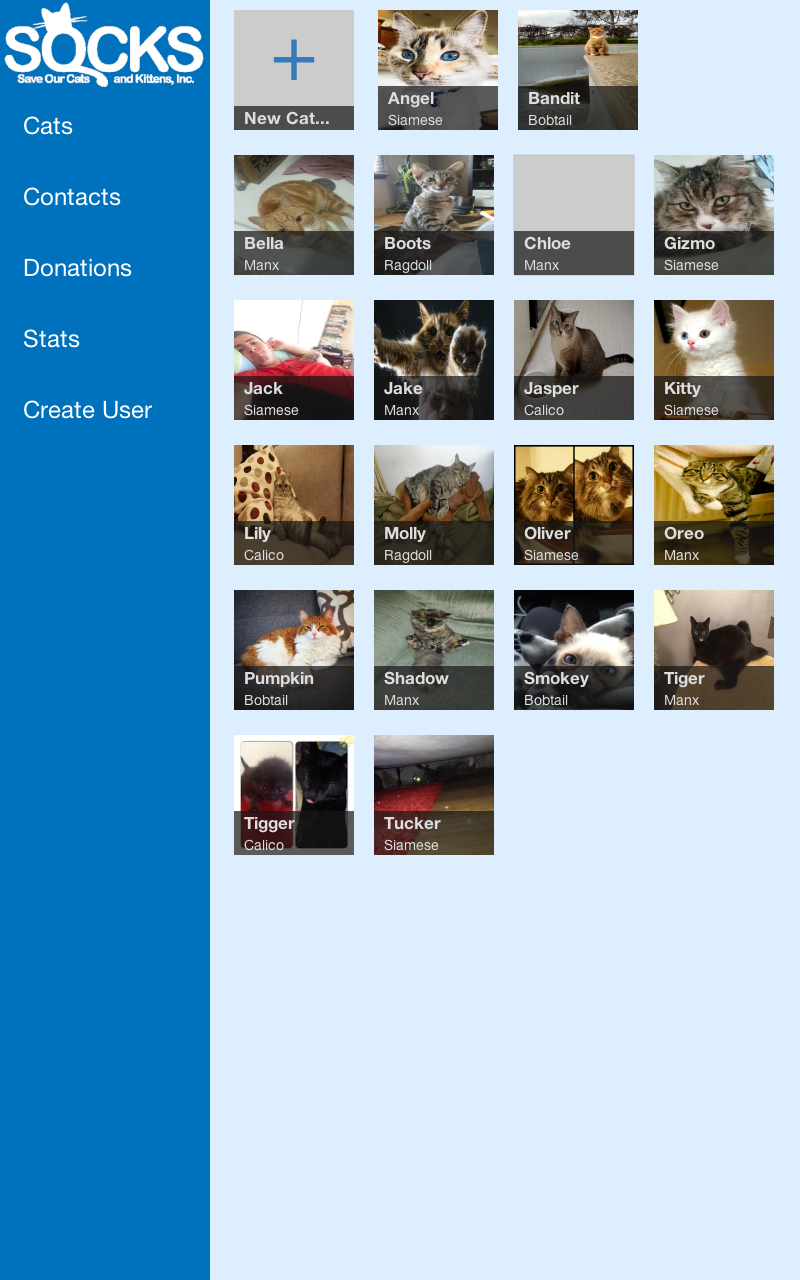 SOCKS
Save Our Cats and Kittens, Inc.
Cats
Contacts
Donations
Stats
Create User
New Cat...
Angel
Siamese
Bandit
Bobtail
Bella
Manx
Boots
Ragdoll
Chloe
Manx
Gizmo
Siamese
Jack
Siamese
Jake
Manx
Jasper
Calico
Kitty
Siamese
Lily
Calico
Molly
Ragdoll
Oliver
Siamese
Oreo
Manx
Pumpkin
Bobtail
Shadow
Manx
Smokey
Bobtail
Tiger
Manx
Tigger
Calico
Tucker
Siamese